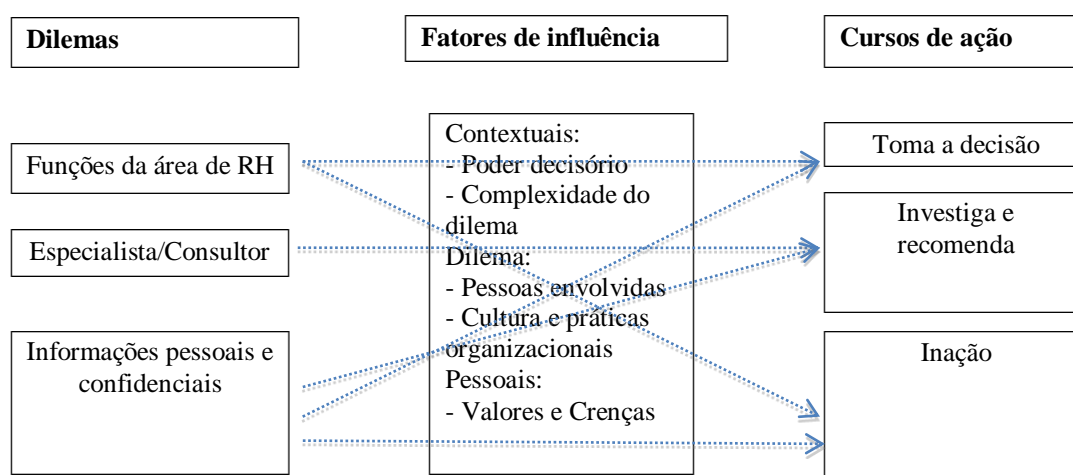 Dilemas
Fatores de influência
Cursos de ação
Funções da área de RH
Especialista/Consultor
Informações pessoais e
confidenciais
Contextuais:
- Poder decisório
- Complexidade do
dilema
Dilema:
- Pessoas envolvidas
- Cultura e práticas
organizacionais
Pessoais:
- Valores e Crenças
Toma a decisão
Investiga e
recomenda
Inação